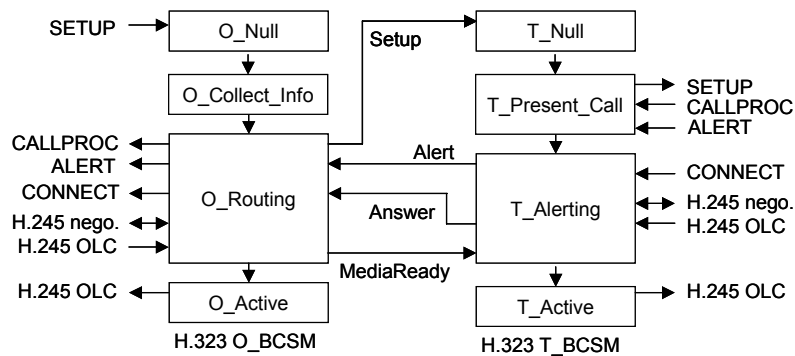 SETUP
O_Null
Setup
T_Null
O_Collect_Info
T_Present_Call
SETUP
CALLPROC
ALERT
CALLPROC
ALERT
CONNECT
H.245 nego.
H.245 OLC
O_Routing
Alert
Answer
MediaReady
T_Alerting
CONNECT
H.245 nego.
H.245 OLC
H.245 OLC
O_Active
T_Active
H.245 OLC
H.323 O_BCSM
H.323 T_BCSM